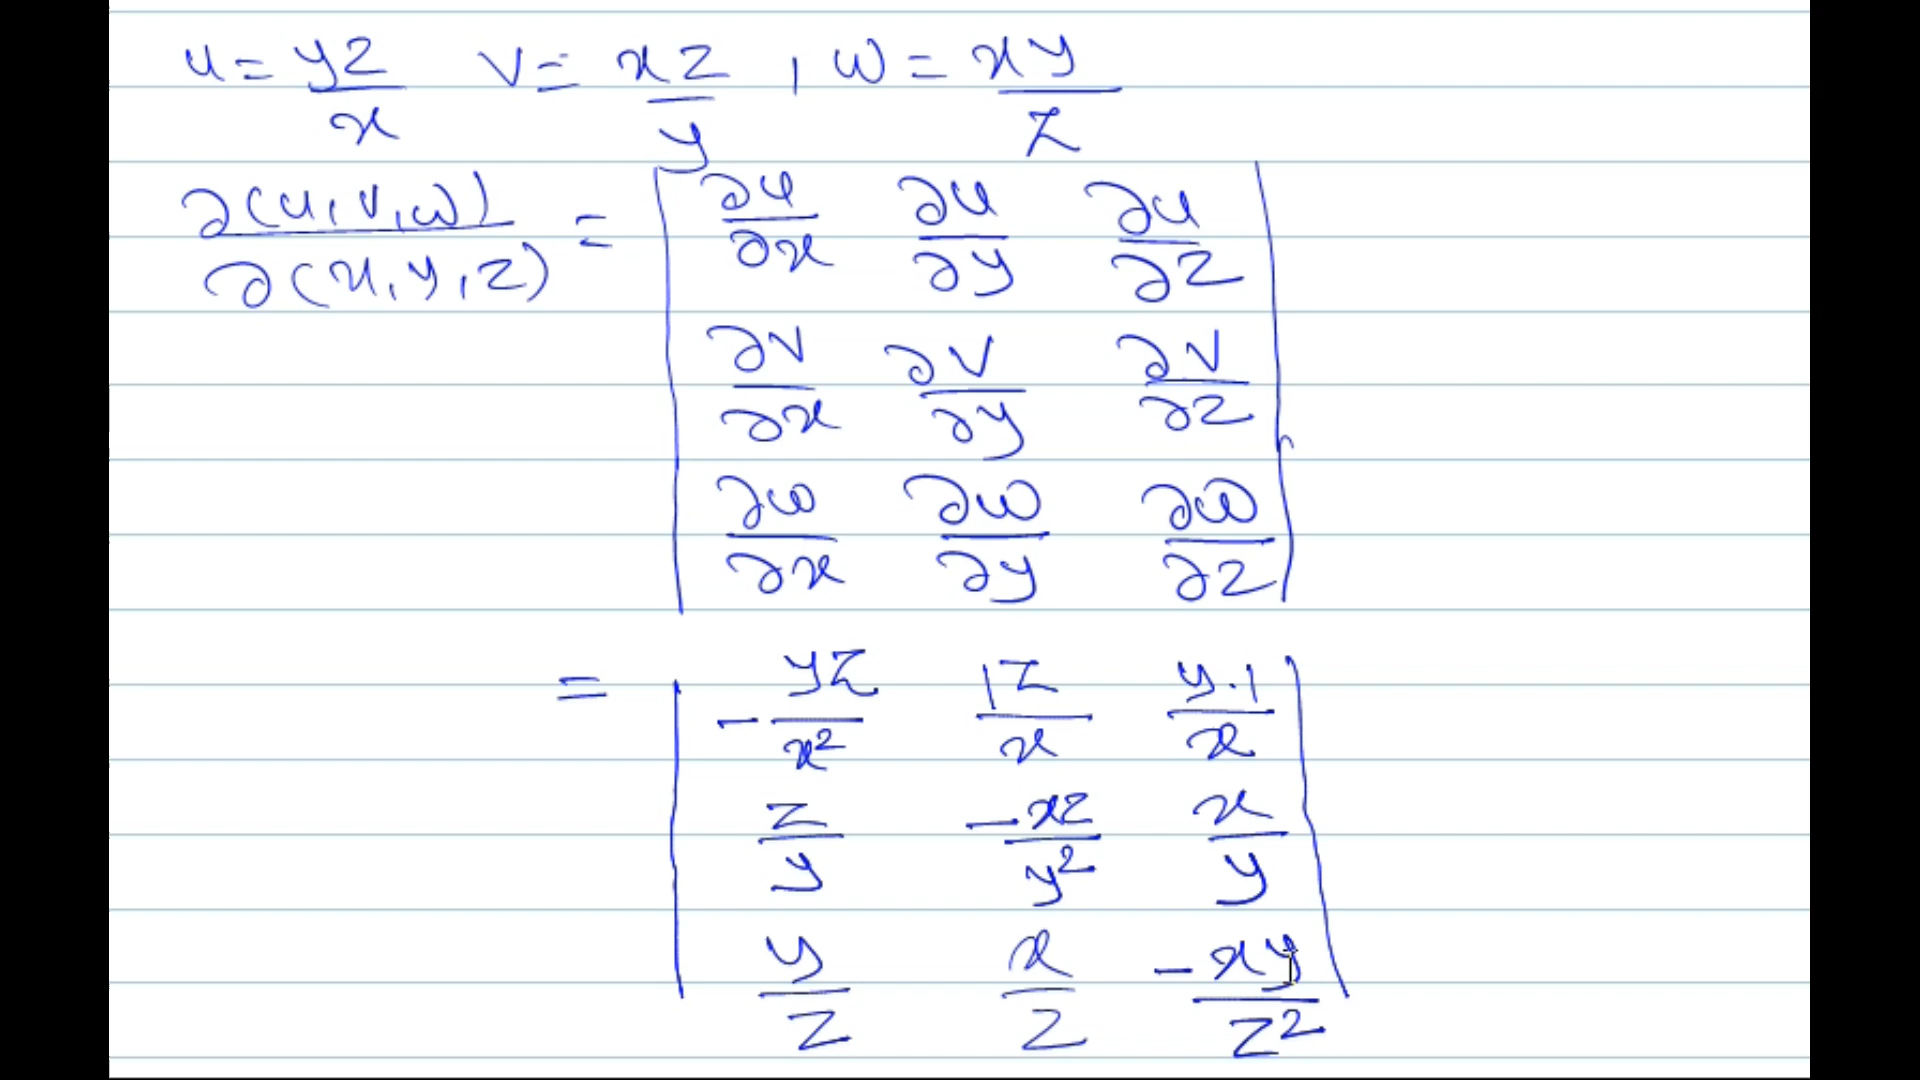 u = yz/x   v = xz/y , w = xy/z
∂(u,v,w)/∂(x,y,z) = | ∂u/∂x   ∂u/∂y   ∂u/∂z |
| ∂v/∂x   ∂v/∂y   ∂v/∂z |
| ∂w/∂x   ∂w/∂y   ∂w/∂z |
= | -yz/x²   1z/x   y.1/x |
| z/y   -xz/y²   x/y |
| y/z   x/z   -xy/z² |